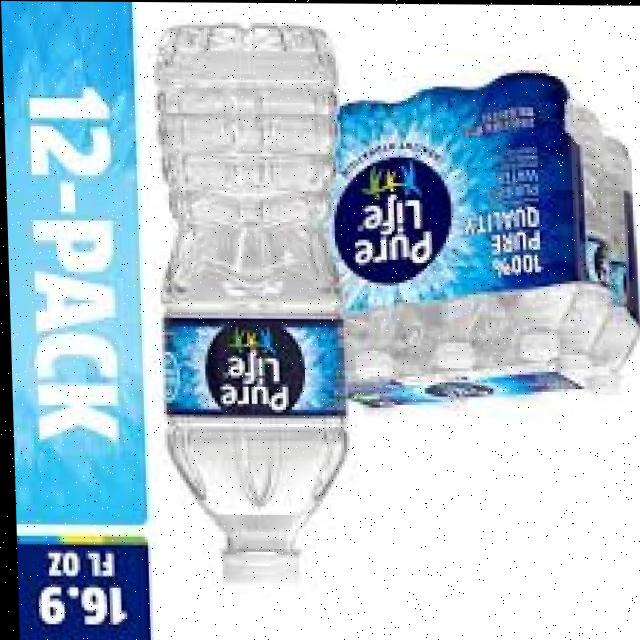 16.9
FL OZ
12-PACK
Pure
Life
Pure
Life
100%
PURE
QUALITY